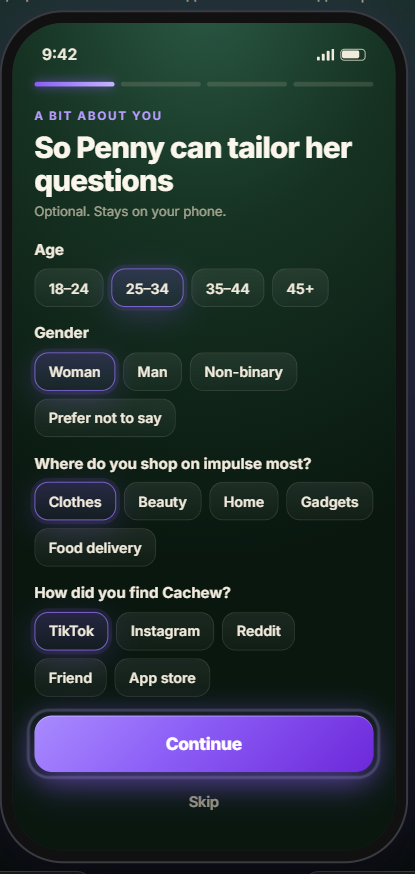 9:42
A BIT ABOUT YOU
So Penny can tailor her
questions
Optional. Stays on your phone.
Age
18–24 25–34 35–44 45+
Gender
Woman Man Non-binary
Prefer not to say
Where do you shop on impulse most?
Clothes Beauty Home Gadgets
Food delivery
How did you find Cachew?
TikTok Instagram Reddit
Friend App store
Continue
Skip